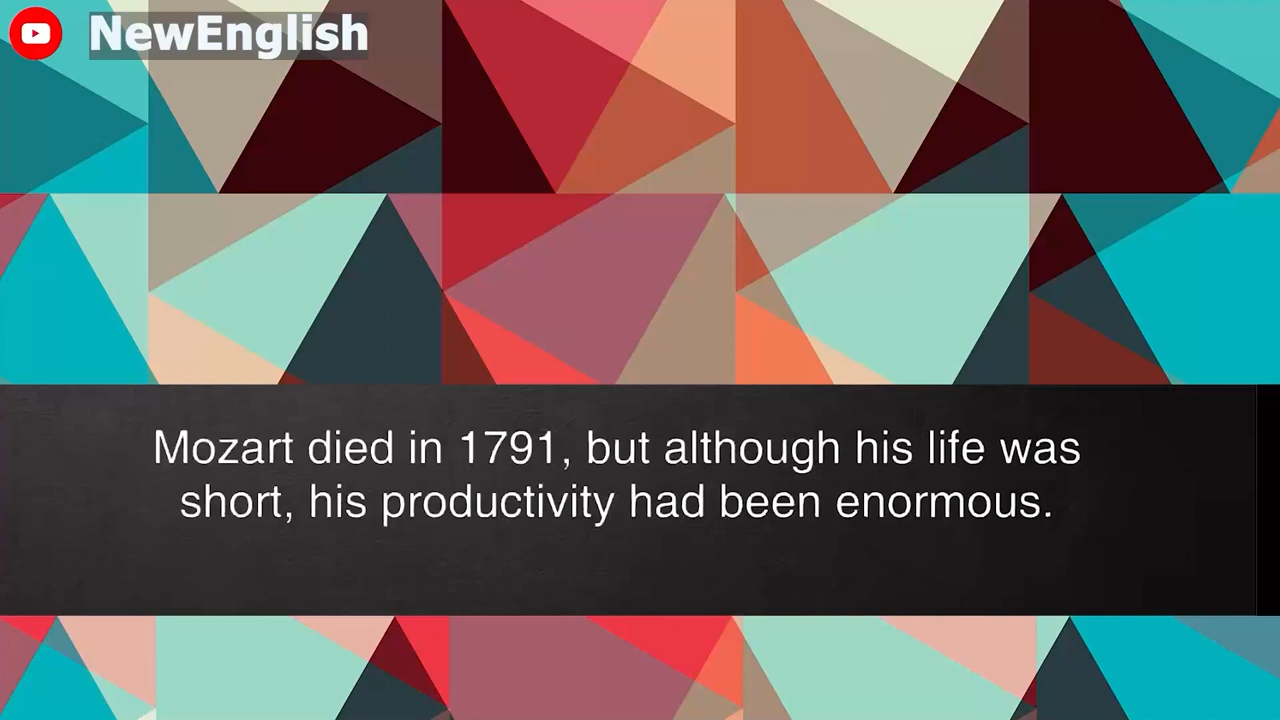 NewEnglish
Mozart died in 1791, but although his life was
short, his productivity had been enormous.